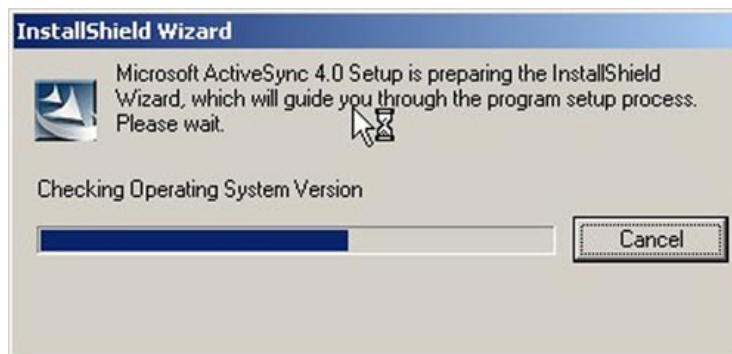 InstallShield Wizard
Microsoft ActiveSync 4.0 Setup is preparing the InstallShield
Wizard, which will guide you through the program setup process.
Please wait.
Checking Operating System Version
Cancel